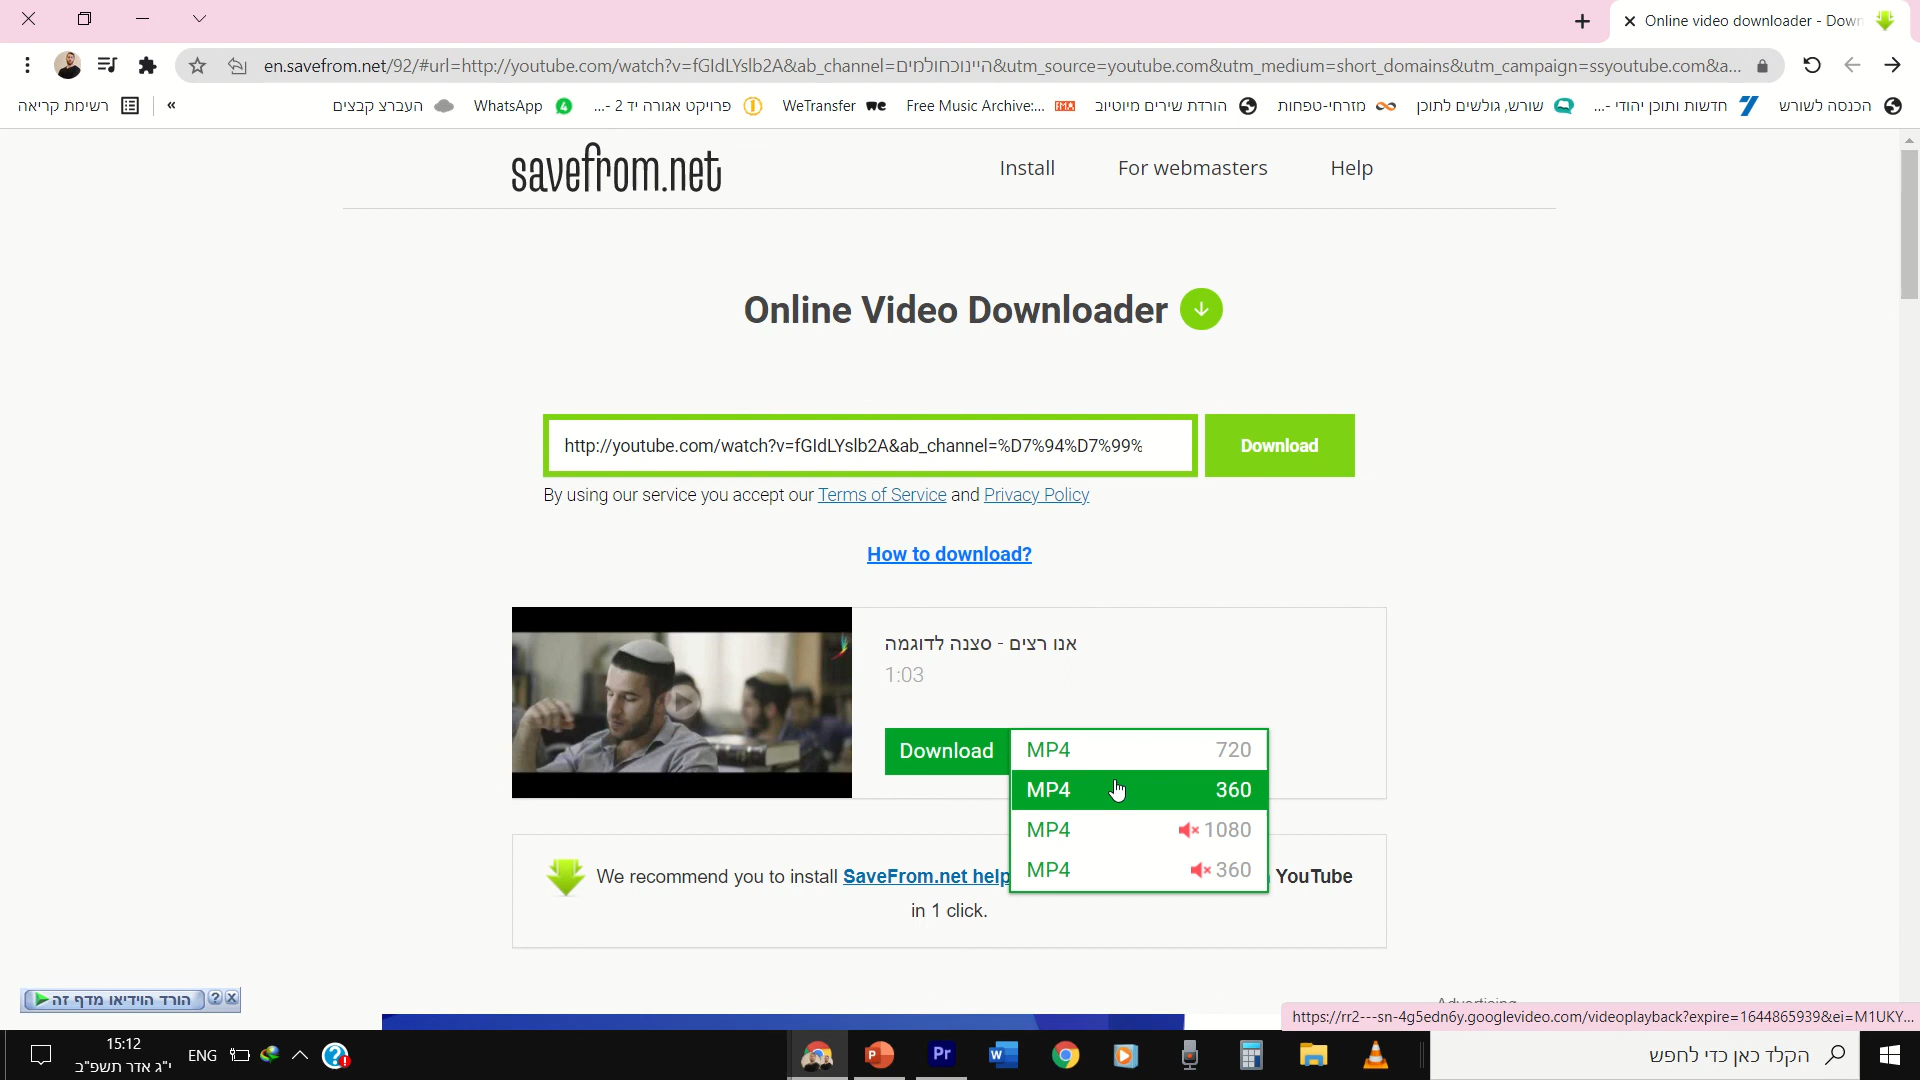 Online video downloader - Down
en.savefrom.net/92/#url=http://youtube.com/watch?v=fGIdLYslb2A&ab_channel=היינוכחולמים&utm_source=youtube.com&utm_medium=short_domains&utm_campaign=ssyoutube.com&a...
הכנסה לשורש
חדשות ותוכן יהודי -...
שורש, גולשים לתוכן
מזרחי-טפחות
הורדת שירים מיוטיוב
Free Music Archive:...
WeTransfer
פרויקט אגורה יד 2 -...
WhatsApp
העברצ קבצים
»
רשימת קריאה
savefrom.net
Install
For webmasters
Help
Online Video Downloader
http://youtube.com/watch?v=fGIdLYslb2A&ab_channel=%D7%94%D7%99%
Download
By using our service you accept our Terms of Service and Privacy Policy
How to download?
אנו רצים - סצנה לדוגמה
1:03
Download
MP4 720
MP4 360
MP4 1080
MP4 360
We recommend you to install SaveFrom.net help YouTube
in 1 click.
הורד הוידיאו מדף זה
Advertising
https://rr2---sn-4g5edn6y.googlevideo.com/videoplayback?expire=1644865939&ei=M1UKY...
15:12
י"ג אדר תשפ"ב
ENG
הקלד כאן כדי לחפש